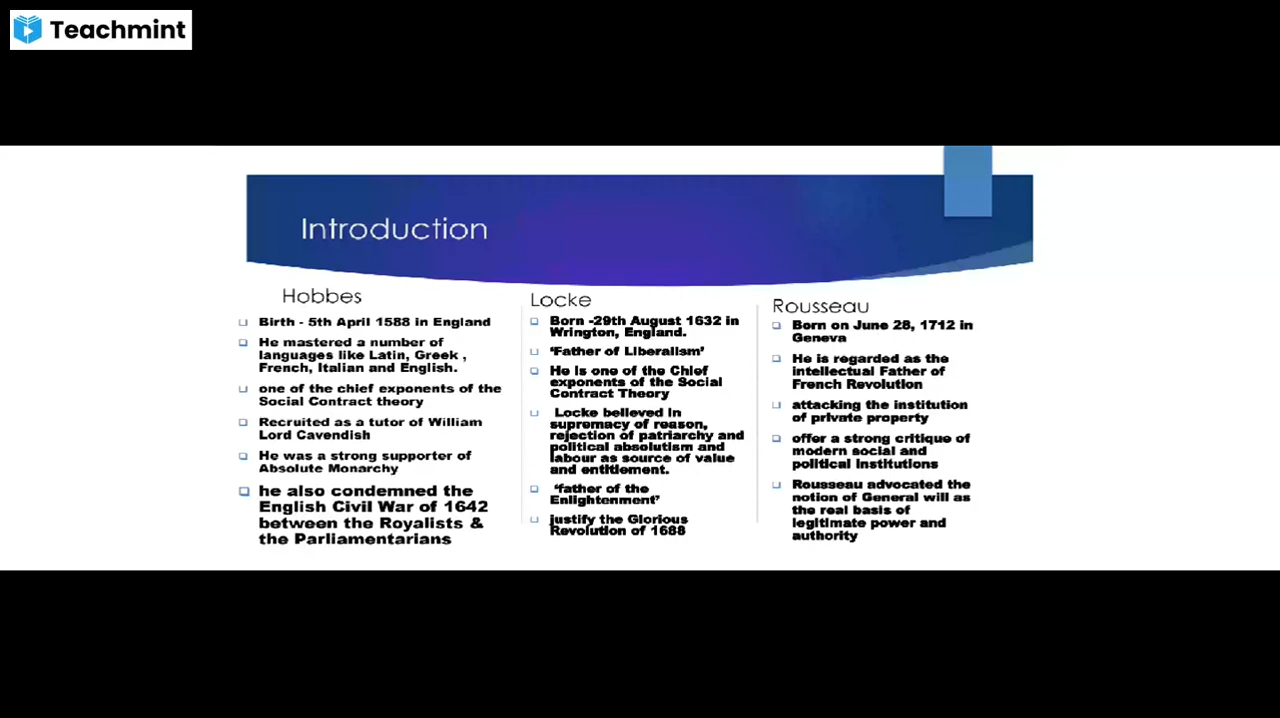 Teachmint
Introduction
Hobbes
Birth - 5th April 1588 in England
He mastered a number of
languages like Latin, Greek ,
French, Italian and English.
one of the chief exponents of the
Social Contract theory
Recruited as a tutor of William
Lord Cavendish
He was a strong supporter of
Absolute Monarchy
he also condemned the
English Civil War of 1642
between the Royalists &
the Parliamentarians
Locke
Born -29th August 1632 in
Wrington, England.
‘Father of Liberalism’
He is one of the Chief
exponents of the Social
Contract Theory
Locke believed in
supremacy of reason,
rejection of patriarchy and
political absolutism and
labour as source of value
and entitlement.
‘father of the
Enlightenment’
justify the Glorious
Revolution of 1688
Rousseau
Born on June 28, 1712 in
Geneva
He is regarded as the
intellectual Father of
French Revolution
attacking the institution
of private property
offer a strong critique of
modern social and
political institutions
Rousseau advocated the
notion of General will as
the real basis of
legitimate power and
authority